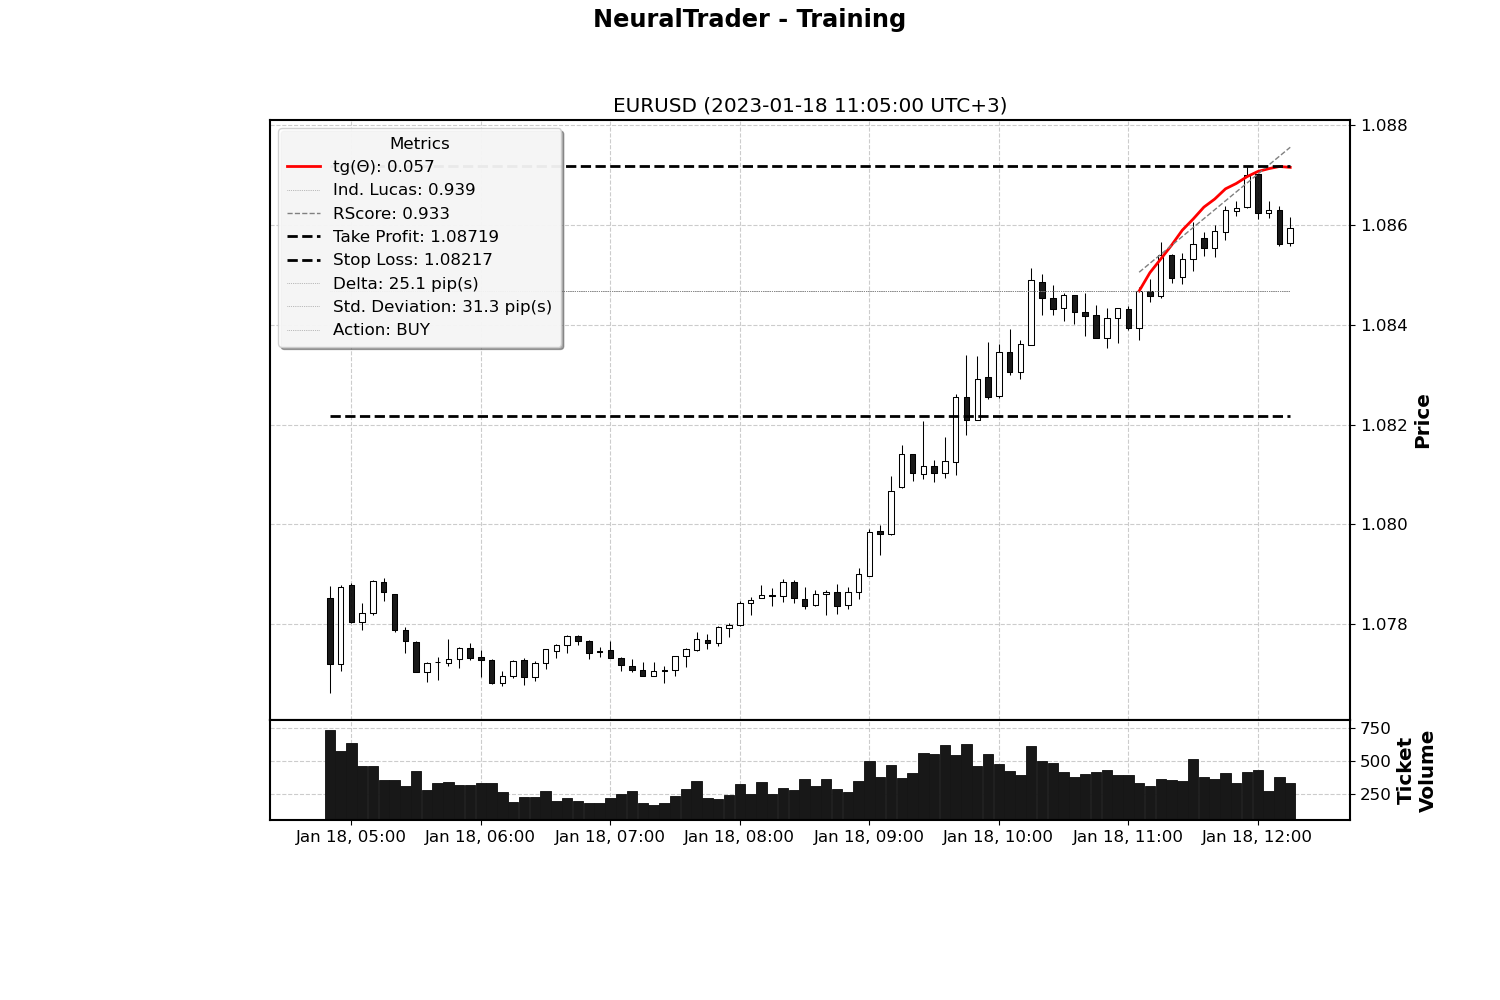 NeuralTrader - Training
EURUSD (2023-01-18 11:05:00 UTC+3)
Metrics
tg(Θ): 0.057
Ind. Lucas: 0.939
RScore: 0.933
Take Profit: 1.08719
Stop Loss: 1.08217
Delta: 25.1 pip(s)
Std. Deviation: 31.3 pip(s)
Action: BUY
1.088
1.086
1.084
1.082
1.080
1.078
Price
750
500
250
Ticket
Volume
Jan 18, 05:00
Jan 18, 06:00
Jan 18, 07:00
Jan 18, 08:00
Jan 18, 09:00
Jan 18, 10:00
Jan 18, 11:00
Jan 18, 12:00